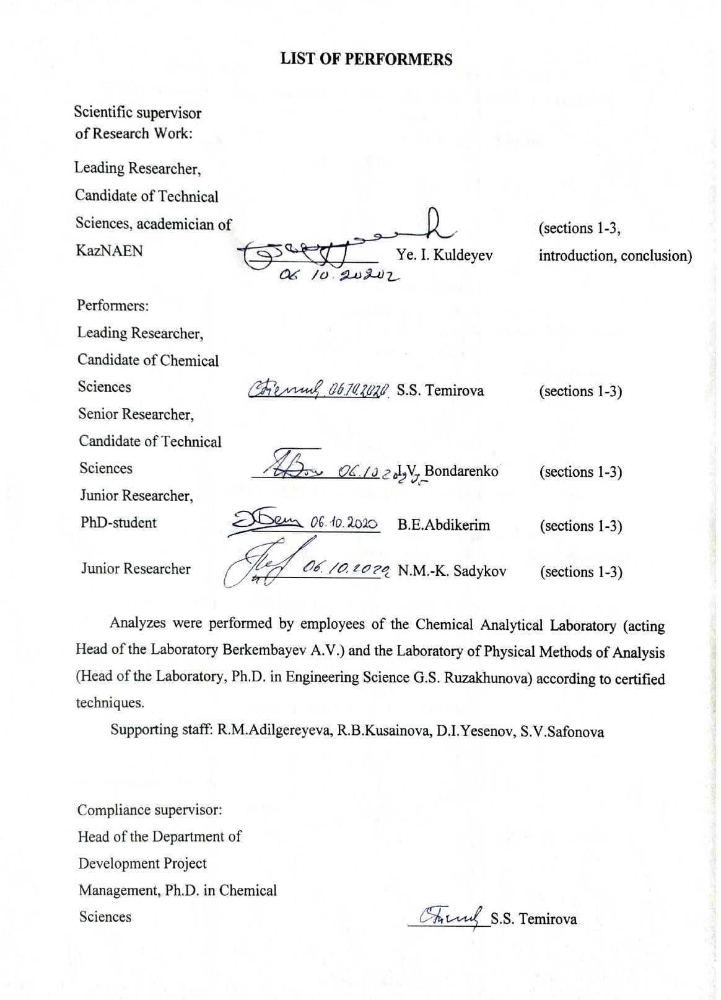 LIST OF PERFORMERS
Scientific supervisor
of Research Work:
Leading Researcher,
Candidate of Technical
Sciences, academician of
(sections 1-3,
KazNAEN
Ye. I. Kuldeyev
introduction, conclusion)
06 10.2020
Performers:
Leading Researcher,
Candidate of Chemical
Sciences 06.10.2020 S.S. Temirova (sections 1-3)
Senior Researcher,
Candidate of Technical
Sciences 06.10 I.V. Bondarenko (sections 1-3)
Junior Researcher,
PhD-student 06.10.2020 B.E.Abdikerim (sections 1-3)
Junior Researcher 06.10.2020 N.M.-K. Sadykov (sections 1-3)
Analyzes were performed by employees of the Chemical Analytical Laboratory (acting
Head of the Laboratory Berkembayev A.V.) and the Laboratory of Physical Methods of Analysis
(Head of the Laboratory, Ph.D. in Engineering Science G.S. Ruzakhunova) according to certified
techniques.
Supporting staff: R.M.Adilgereyeva, R.B.Kusainova, D.I.Yesenov, S.V.Safonova
Compliance supervisor:
Head of the Department of
Development Project
Management, Ph.D. in Chemical
Sciences S.S. Temirova